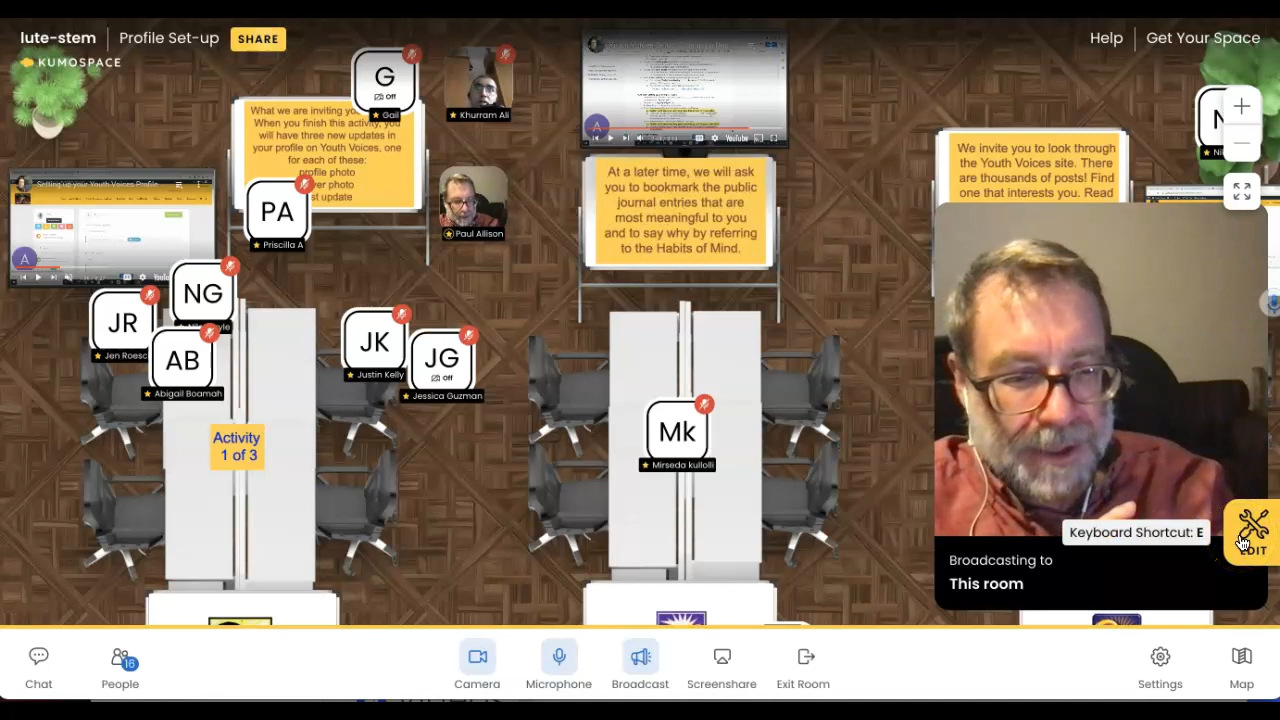 lute-stem
Profile Set-up
SHARE
Help
Get Your Space
KUMOSPACE
G
Off
Gail
Khurram Ali
What we are inviting
When you finish this activity,
will have three new updates in
your profile on Youth Voices, one
for each of these:
profile photo
update
Setting up your Youth Voices Profile
A
YouTube
PA
Priscilla A
Paul Allison
A
YouTube
At a later time, we will ask
you to bookmark the public
journal entries that are
most meaningful to you
and to say why by referring
to the Habits of Mind.
We invite you to look through
the Youth Voices site. There
are thousands of posts! Find
one that interests you. Read
NG
JR
Jen
AB
Abigail Boamah
JK
Justin Kelly
JG
Off
Jessica Guzman
Activity
1 of 3
Mk
Mirseda kullolli
Keyboard Shortcut: E
EDIT
Broadcasting to
This room
Chat
People
16
Camera
Microphone
Broadcast
Screenshare
Exit Room
Settings
Map